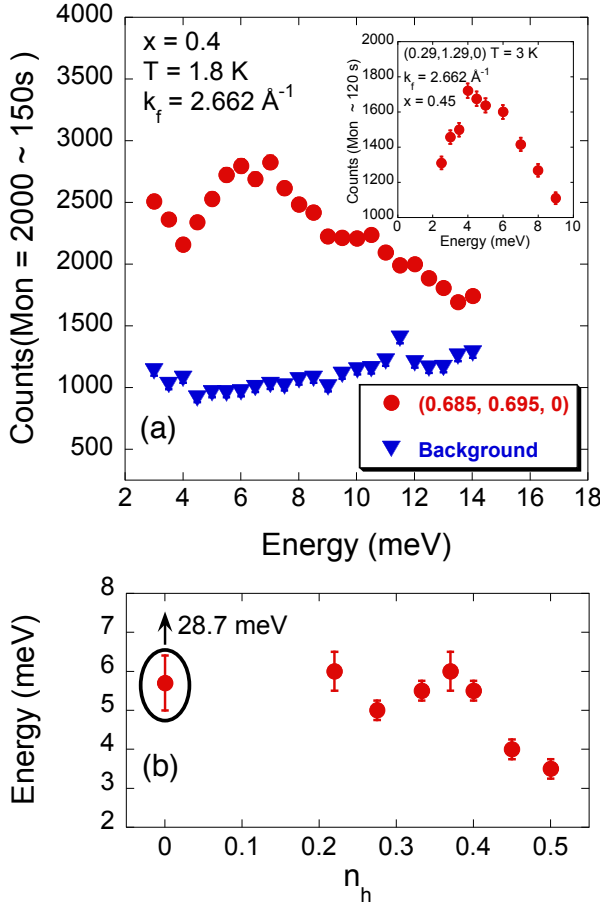 4000
3500
3000
2500
2000
1500
1000
500
Counts(Mon = 2000 ~ 150s)
x = 0.4
T = 1.8 K
k_f = 2.662 Å⁻¹
2000
1800
1600
1400
1200
1000
Counts (Mon ~ 120 s)
(0.29, 1.29, 0) T = 3 K
k_f = 2.662 Å⁻¹
x = 0.45
0 2 4 6 8 10
Energy (meV)
(a)
(0.685, 0.695, 0)
Background
2 4 6 8 10 12 14 16 18
Energy (meV)
8
7
6
5
4
3
2
Energy (meV)
28.7 meV
(b)
0 0.1 0.2 0.3 0.4 0.5
n_h